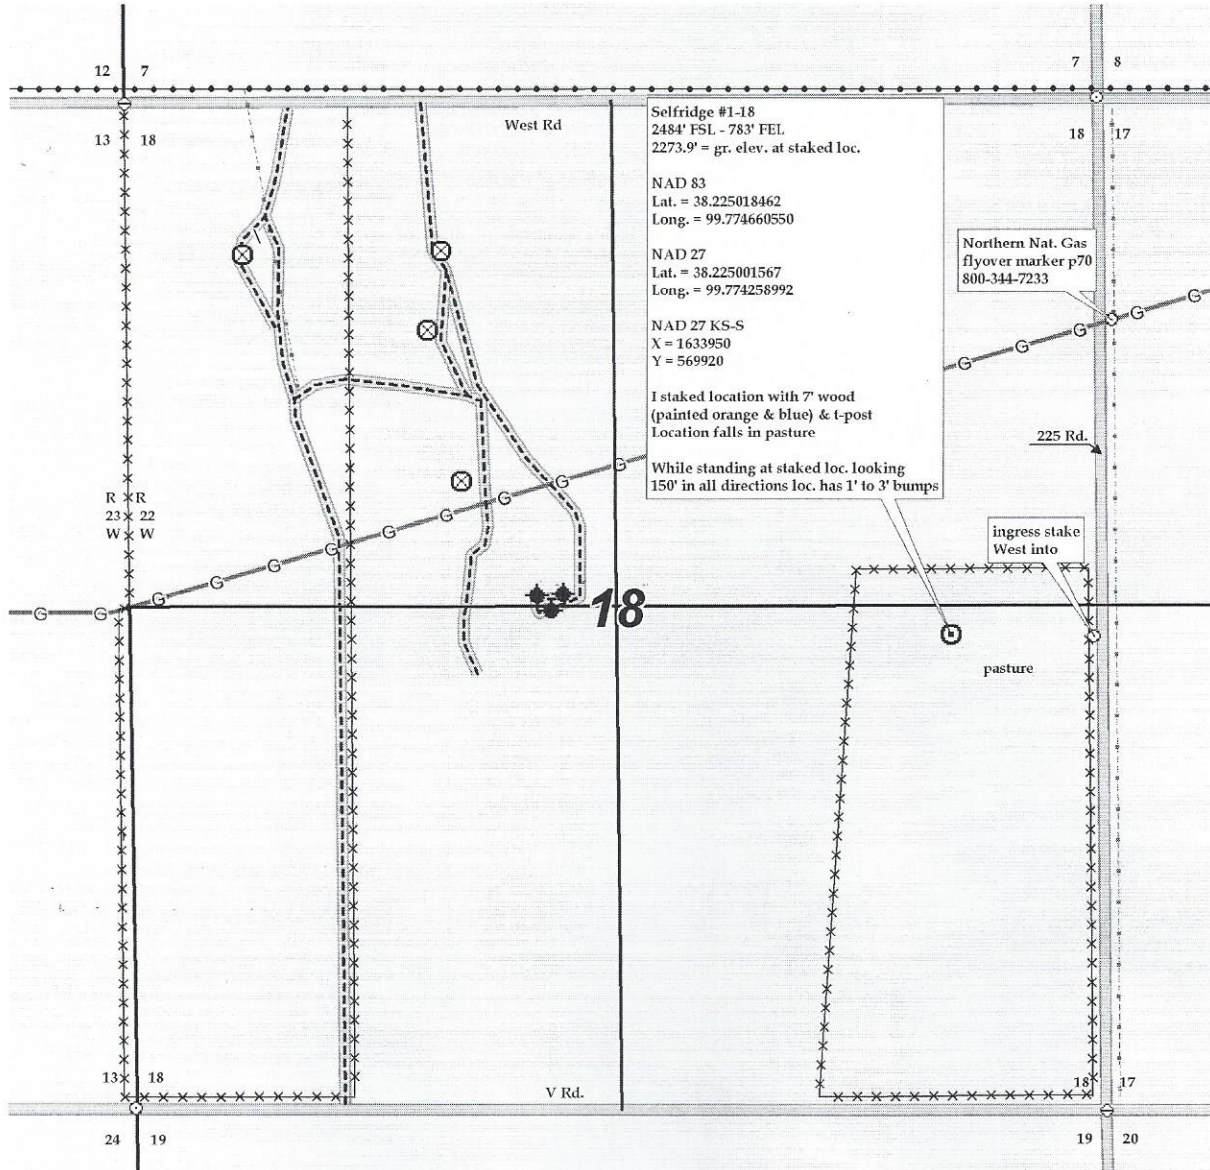 12 7
7 8
13 18
West Rd
18 17
Selfridge #1-18
2484' FSL - 783' FEL
2273.9' = gr. elev. at staked loc.
NAD 83
Lat. = 38.225018462
Long. = 99.774660550
NAD 27
Lat. = 38.225001567
Long. = 99.774258992
NAD 27 KS-S
X = 1633950
Y = 569920
I staked location with 7' wood
(painted orange & blue) & t-post
Location falls in pasture
While standing at staked loc. looking
150' in all directions loc. has 1' to 3' bumps
Northern Nat. Gas
flyover marker p70
800-344-7233
G G G
G
G
225 Rd.
R R
23 22
W W
G
G
G
G
G
G
G
G
G
G G
ingress stake
West into
18
pasture
13 18
V Rd.
18 17
24 19
19 20